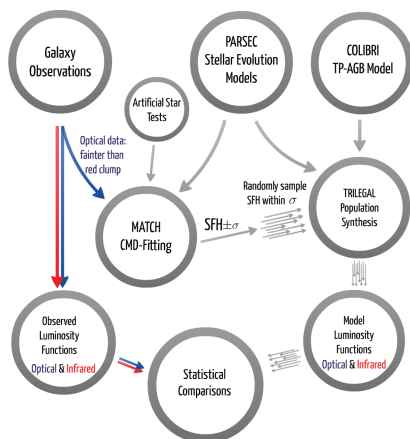 Galaxy
Observations
PARSEC
Stellar Evolution
Models
COLIBRI
TP-AGB Model
Artificial Star
Tests
Optical data:
fainter than
red clump
MATCH
CMD-Fitting
SFH±σ
Randomly sample
SFH within σ
TRILEGAL
Population
Synthesis
Observed
Luminosity
Functions
Optical & Infrared
Statistical
Comparisons
Model
Luminosity
Functions
Optical & Infrared